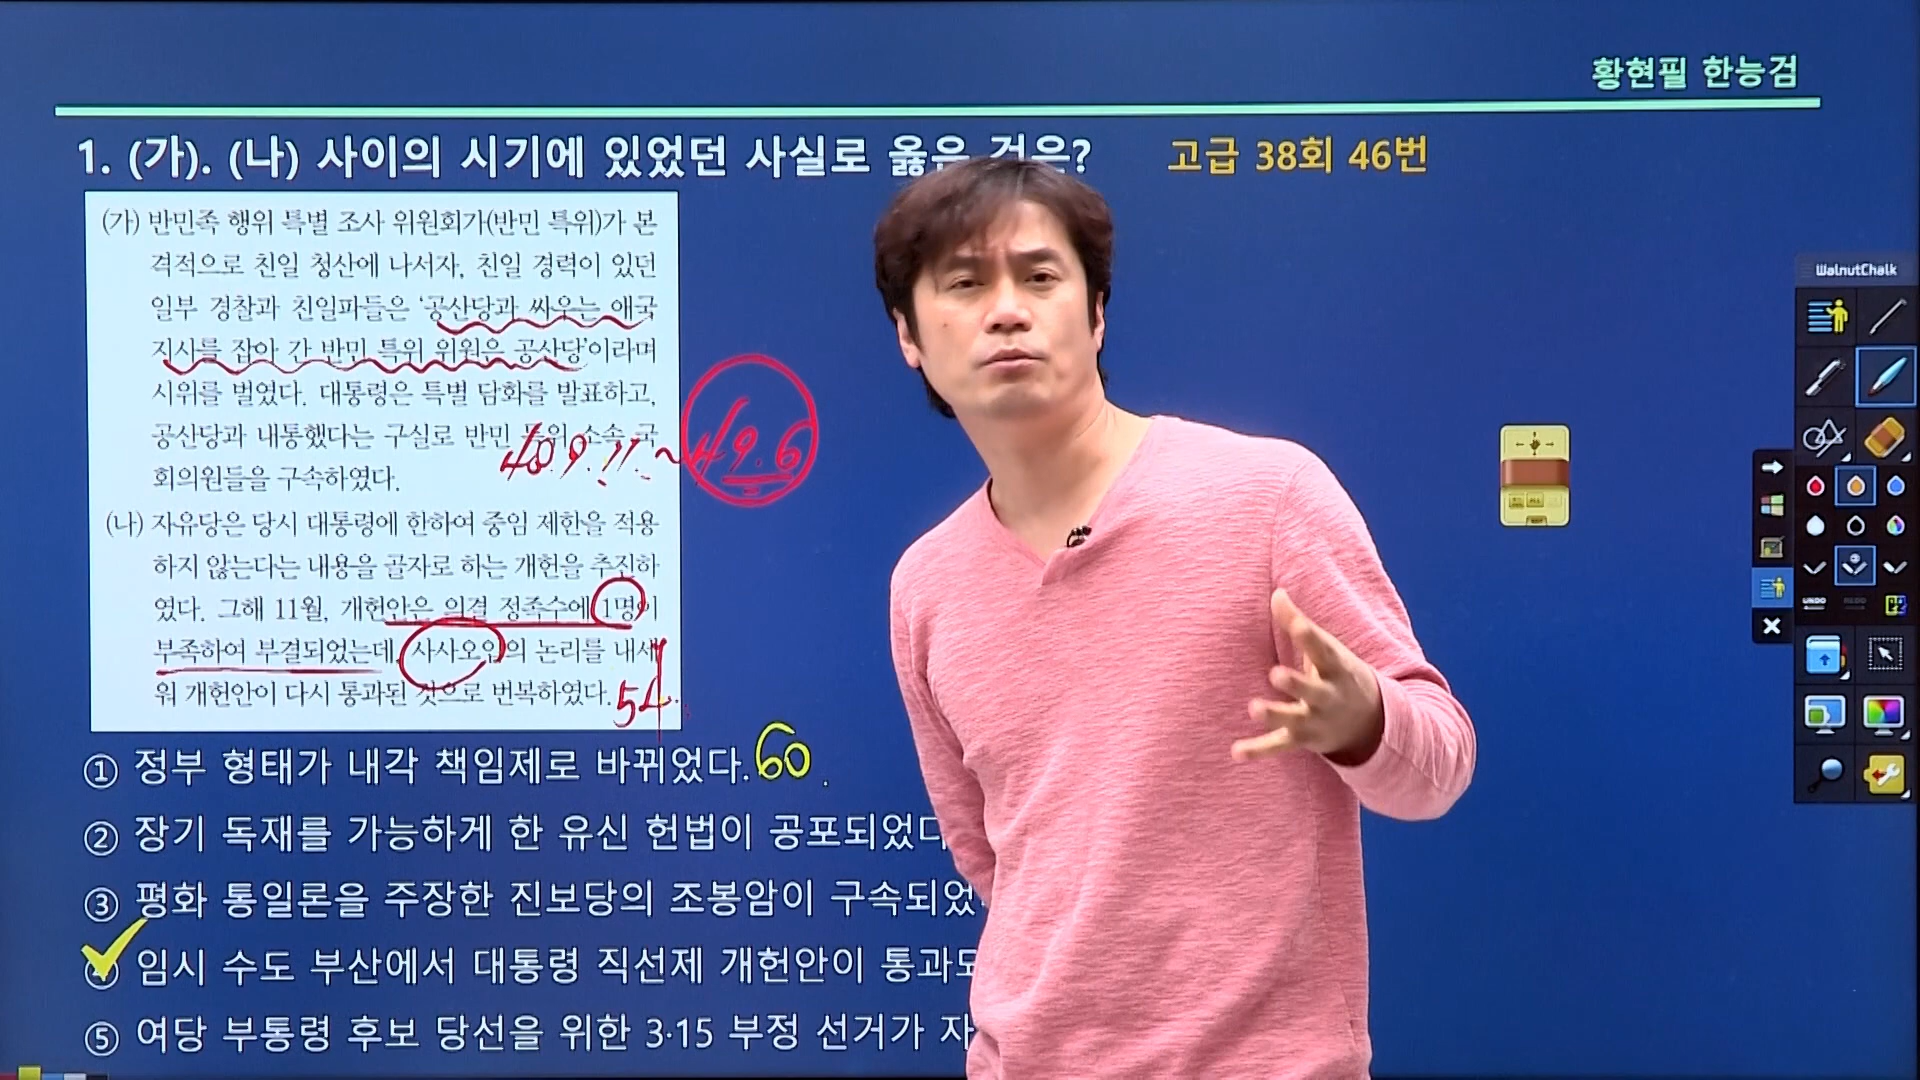 황현필 한능검
1. (가). (나) 사이의 시기에 있었던 사실로 옳은 것은?
고급 38회 46번
(가) 반민족 행위 특별 조사 위원회가(반민 특위)가 본
격적으로 친일 청산에 나서자, 친일 경력이 있던
일부 경찰과 친일파들은 ‘공산당과 싸우는 애국
지사를 잡아 간 반민 특위 위원은 공산당’이라며
시위를 벌였다. 대통령은 특별 담화를 발표하고,
공산당과 내통했다는 구실로 반민 특위 소속 국
회의원들을 구속하였다.
~49.6
(나) 자유당은 당시 대통령에 한하여 중임 제한을 적용
하지 않는다는 내용을 골자로 하는 개헌을 추진하
였다. 그해 11월, 개헌안은 의결 정족수에 1명이
부족하여 부결되었는데, 사사오입의 논리를 내세
워 개헌안이 다시 통과된 것으로 번복하였다.
54.
① 정부 형태가 내각 책임제로 바뀌었다. 60.
② 장기 독재를 가능하게 한 유신 헌법이 공포되었다
③ 평화 통일론을 주장한 진보당의 조봉암이 구속되었
④ 임시 수도 부산에서 대통령 직선제 개헌안이 통과
⑤ 여당 부통령 후보 당선을 위한 3·15 부정 선거가 자
WalnutChalk
UNDO
REDO